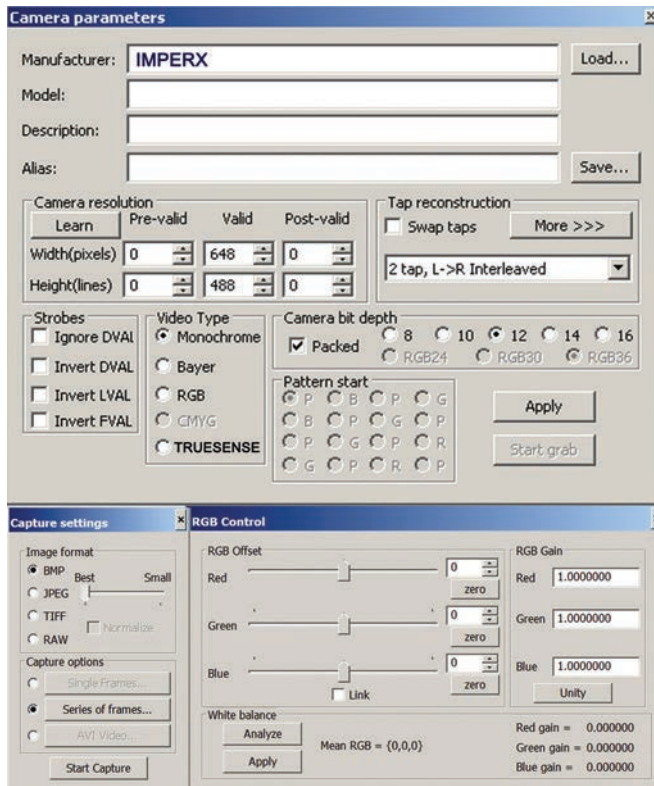 Camera parameters
Manufacturer: IMPERX Load...
Model:
Description:
Alias: Save...
Camera resolution
Learn Pre-valid Valid Post-valid
Width(pixels) 0 648 0
Height(lines) 0 488 0
Tap reconstruction
Swap taps More >>>
2 tap, L->R Interleaved
Strobes
Ignore DVAL
Invert DVAL
Invert LVAL
Invert FVAL
Video Type
Monochrome
Bayer
RGB
CMYG
TRUESENSE
Camera bit depth
Packed 8 10 12 14 16
RGB24 RGB30 RGB36
Pattern start
P B P G
B P G P
P G P R
G P R P
Apply
Start grab
Capture settings
Image format
BMP Best Small
JPEG
TIFF Normalize
RAW
Capture options
Single Frames...
Series of frames...
AVI Video...
Start Capture
RGB Control
RGB Offset
Red 0
zero
Green 0
zero
Blue 0
Link zero
RGB Gain
Red 1.0000000
Green 1.0000000
Blue 1.0000000
Unity
White balance
Analyze
Apply
Mean RGB = {0,0,0}
Red gain = 0.000000
Green gain = 0.000000
Blue gain = 0.000000